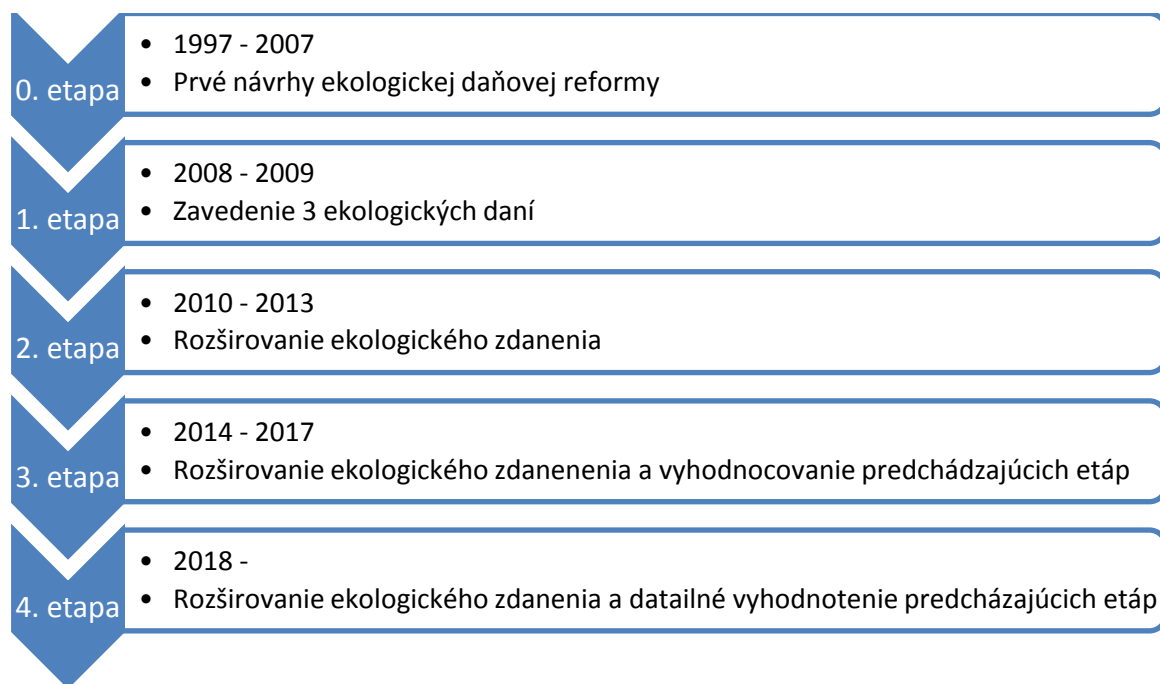 0. etapa
• 1997 - 2007
• Prvé návrhy ekologickej daňovej reformy
1. etapa
• 2008 - 2009
• Zavedenie 3 ekologických daní
2. etapa
• 2010 - 2013
• Rozširovanie ekologického zdanenia
3. etapa
• 2014 - 2017
• Rozširovanie ekologického zdanenenia a vyhodnocovanie predchádzajúcich etáp
4. etapa
• 2018 -
• Rozširovanie ekologického zdanenia a datailné vyhodnotenie predcházajúcich etáp